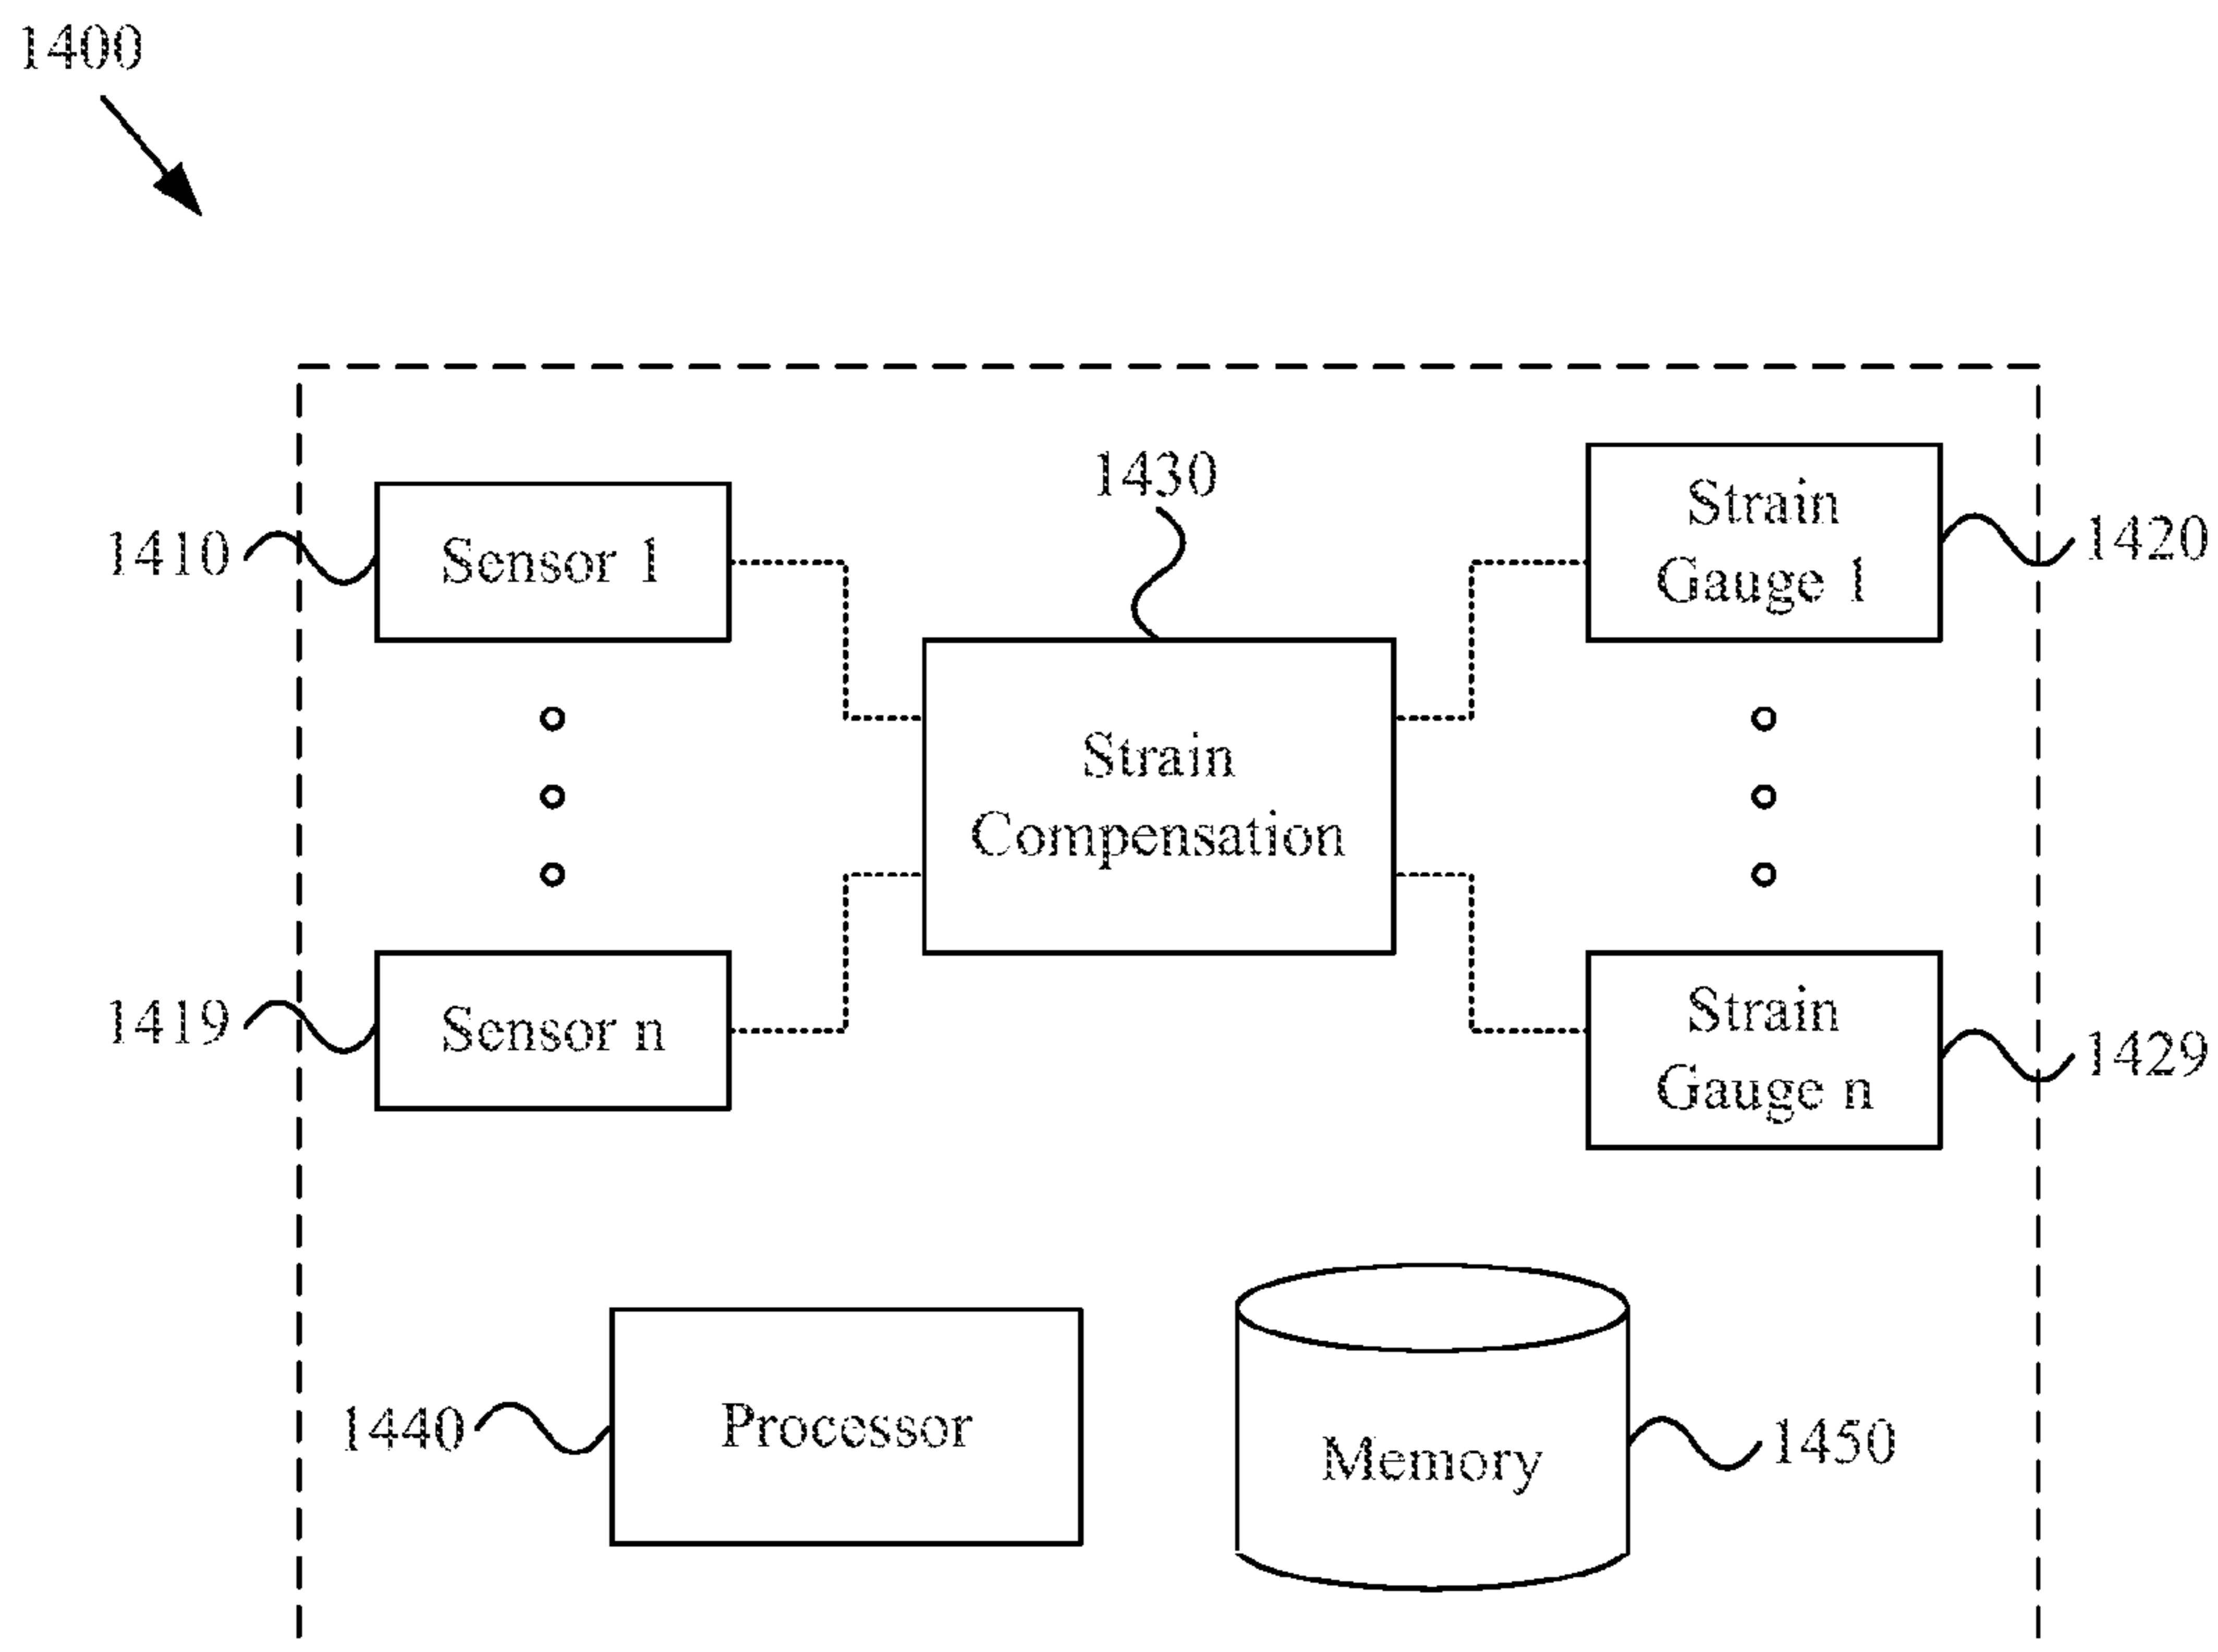 1400
1430
1410
Sensor 1
Strain
Gauge 1
1420
Strain
Compensation
1419
Sensor n
Strain
Gauge n
1429
1440
Processor
Memory
1450